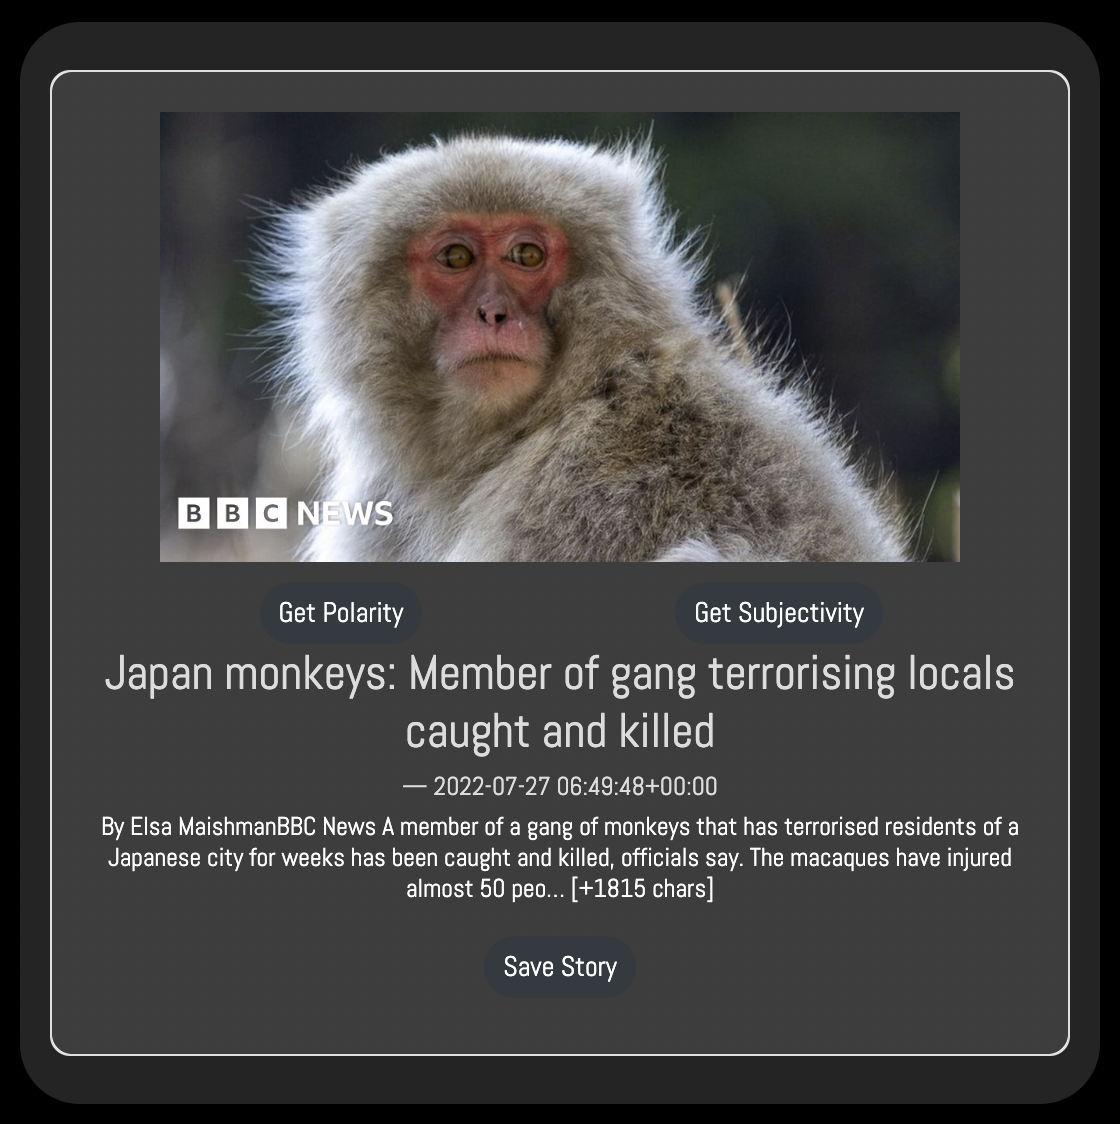 BBC NEWS
Get Polarity
Get Subjectivity
Japan monkeys: Member of gang terrorising locals
caught and killed
— 2022-07-27 06:49:48+00:00
By Elsa MaishmanBBC News A member of a gang of monkeys that has terrorised residents of a
Japanese city for weeks has been caught and killed, officials say. The macaques have injured
almost 50 peo… [+1815 chars]
Save Story